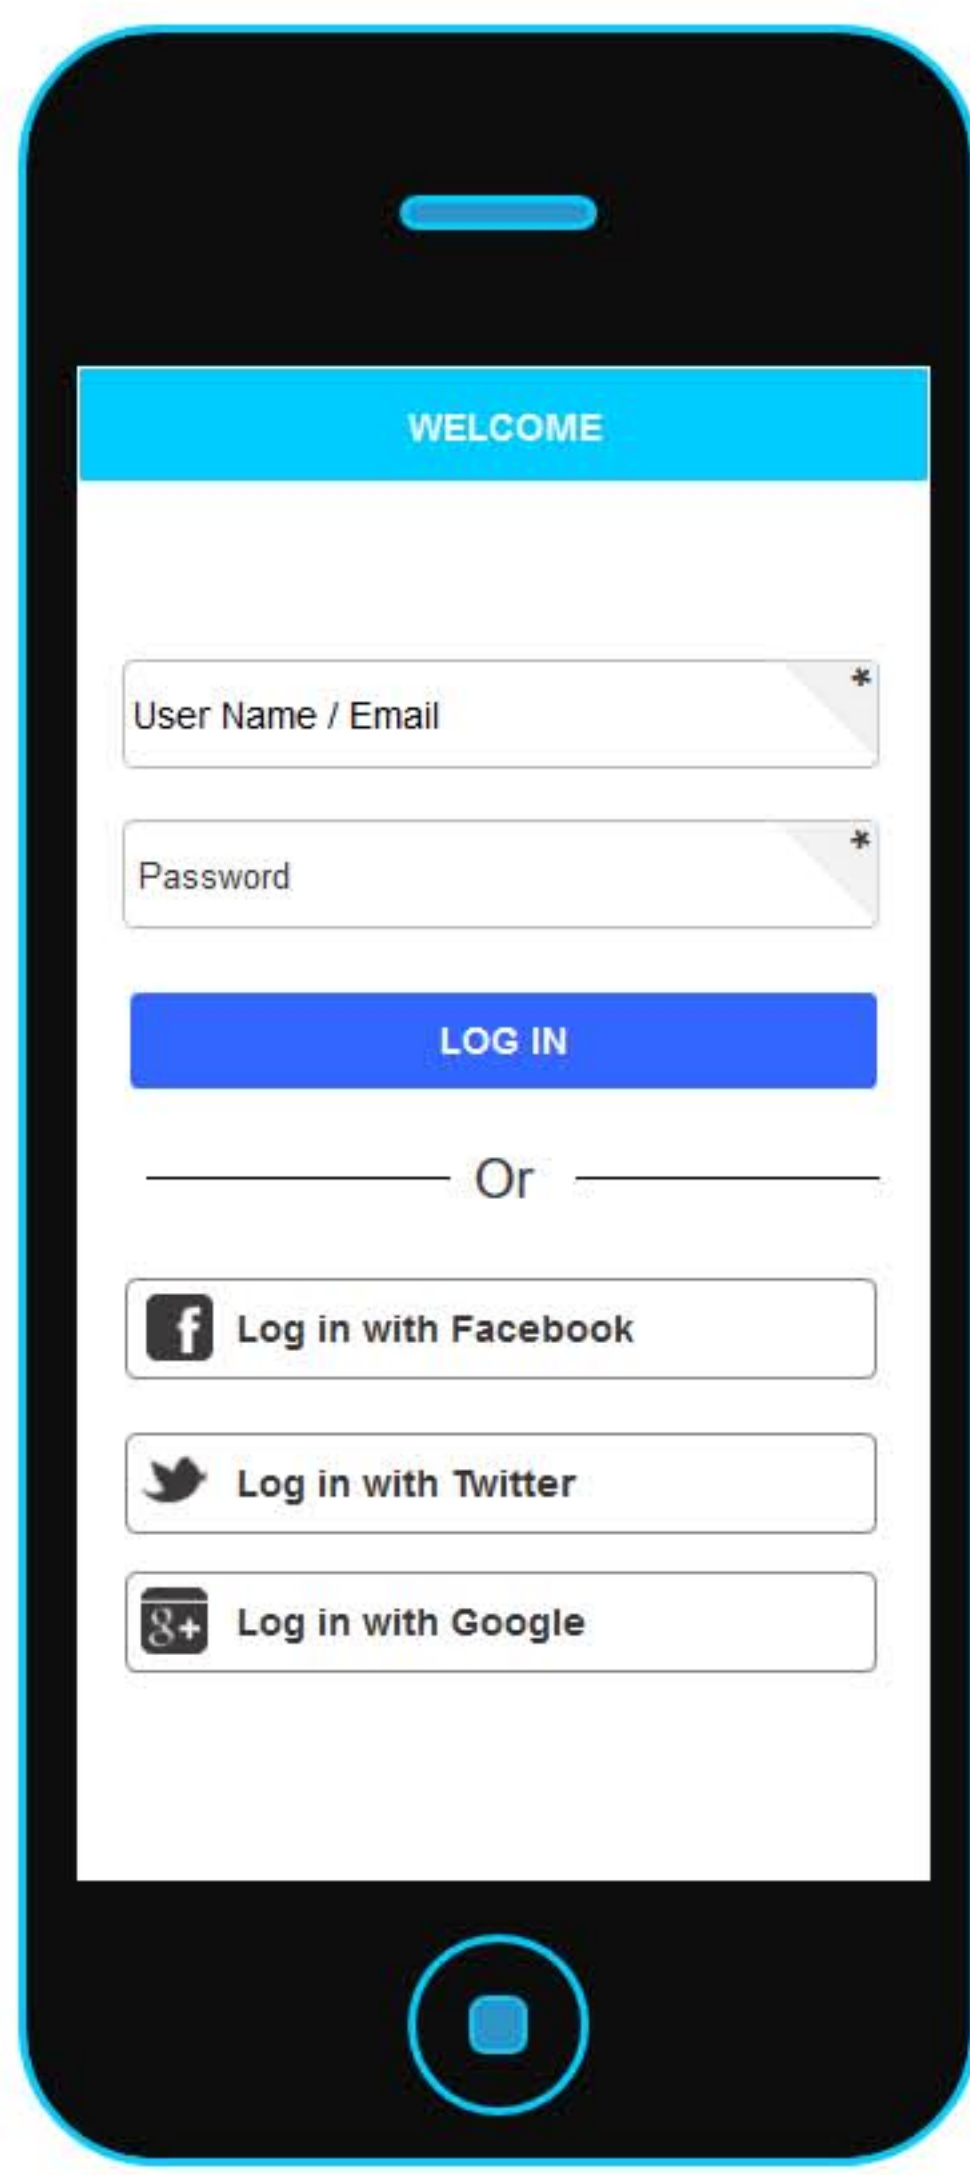 WELCOME
User Name / Email *
Password *
LOG IN
Or
f Log in with Facebook
Log in with Twitter
g+ Log in with Google